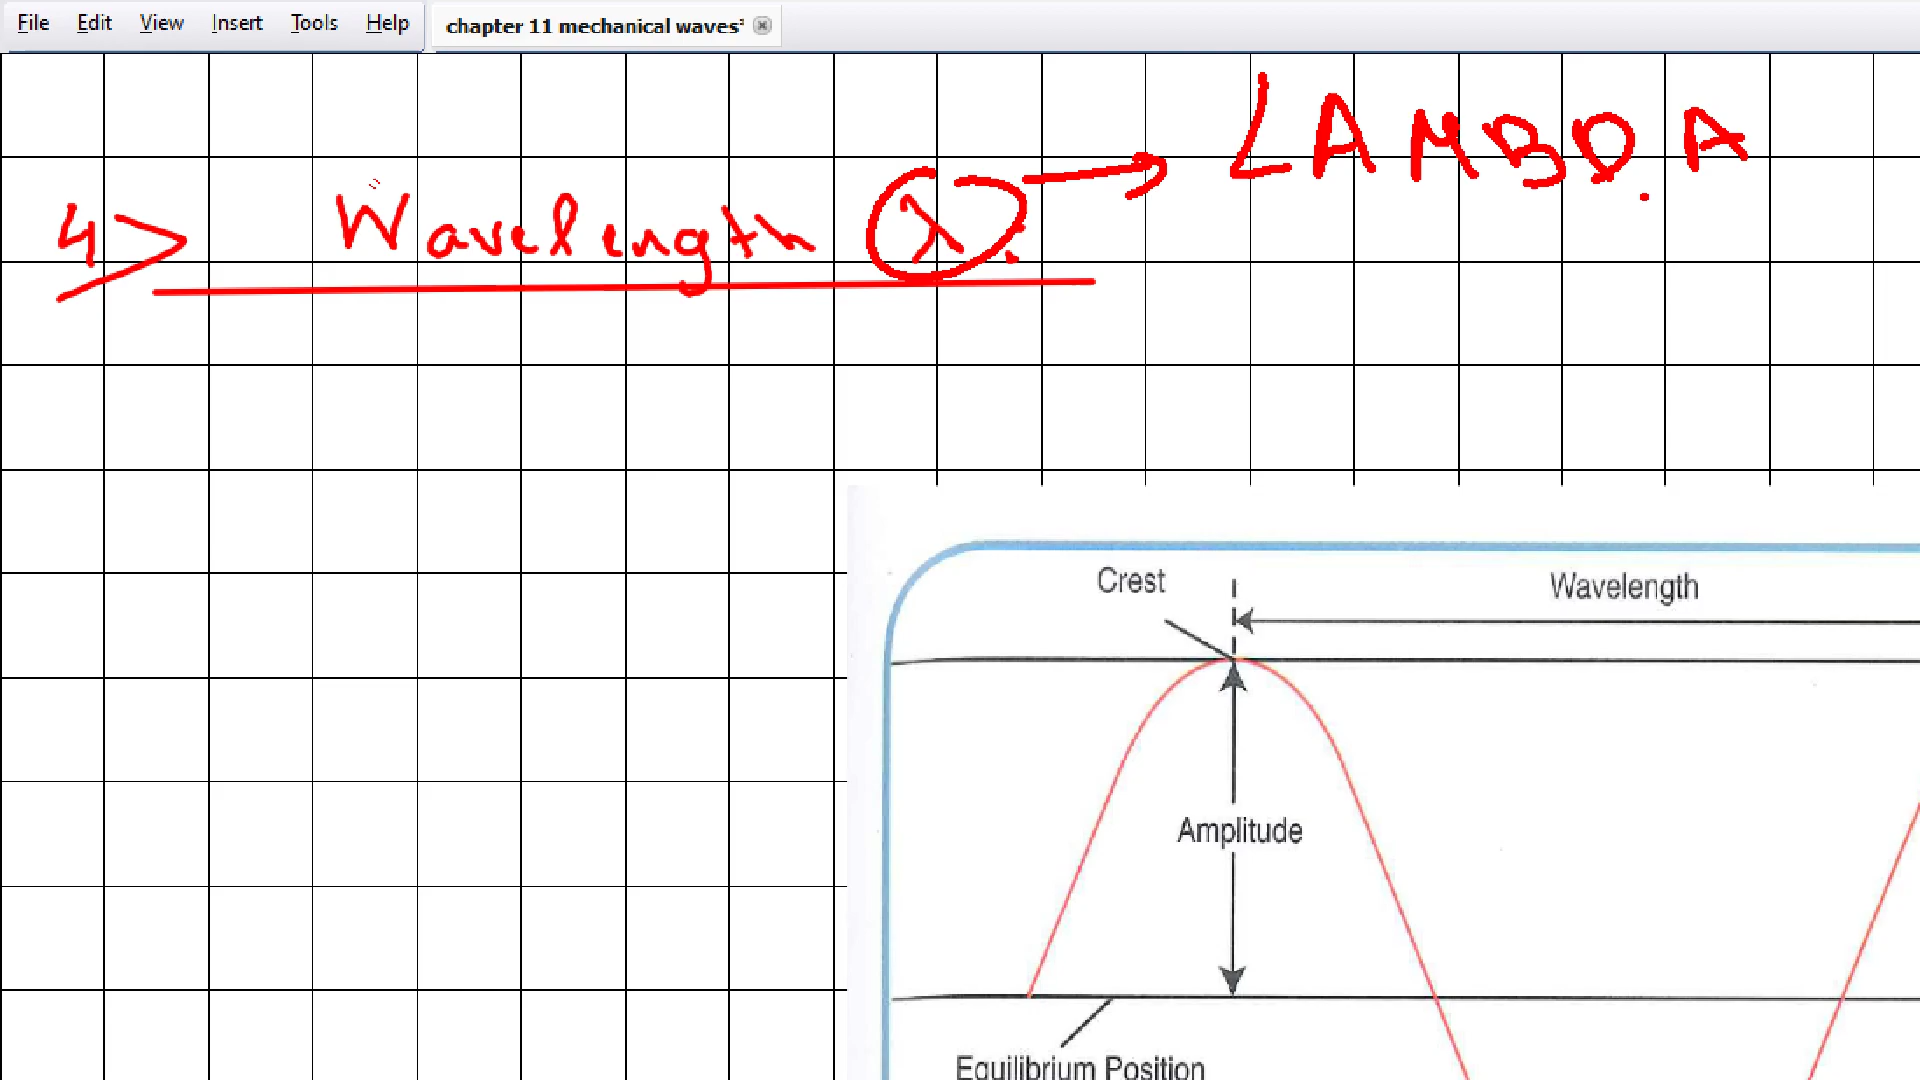 File Edit View Insert Tools Help chapter 11 mechanical waves*
LAMBDA
4> Wavelength λ:
Crest Wavelength
Amplitude
Equilibrium Position